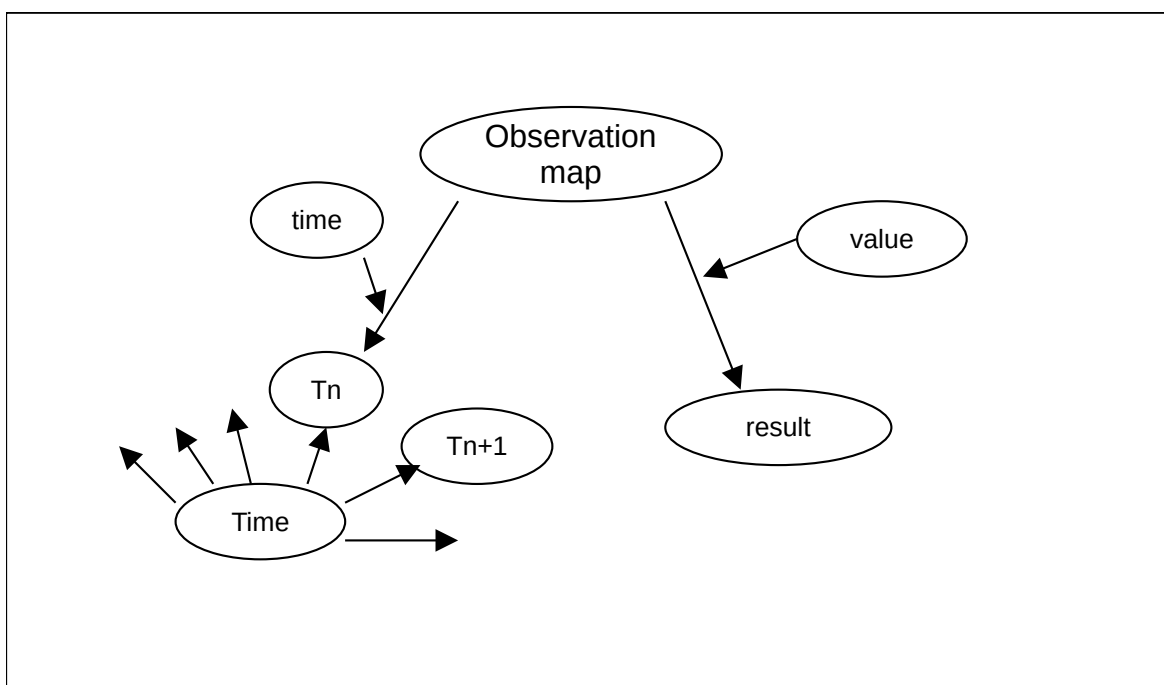 Observation
map
time
value
Tn
Tn+1
result
Time